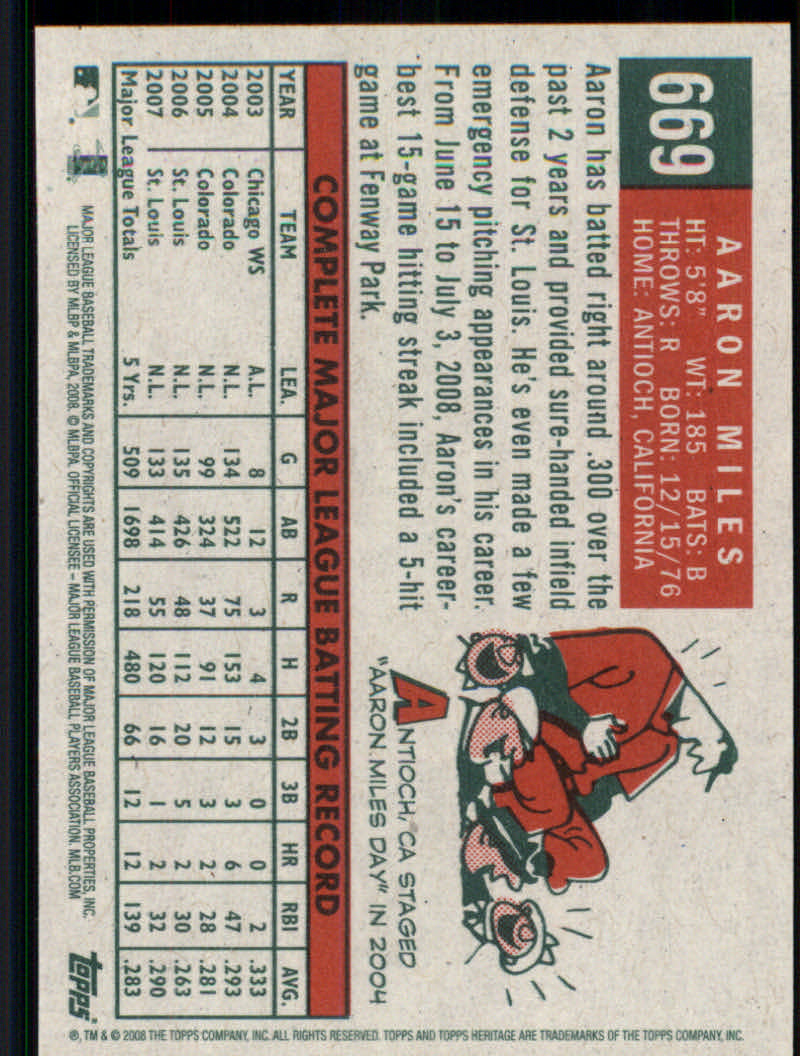 669
AARON MILES
HT: 5'8" WT: 185 BATS: B
THROWS: R BORN: 12/15/76
HOME: ANTIOCH, CALIFORNIA
Aaron has batted right around .300 over the
past 2 years and provided sure-handed infield
defense for St. Louis. He's even made a few
emergency pitching appearances in his career.
From June 15 to July 3, 2008, Aaron's career-
best 15-game hitting streak included a 5-hit
game at Fenway Park.
ANTIOCH, CA STAGED
"AARON MILES DAY" IN 2004
COMPLETE MAJOR LEAGUE BATTING RECORD
YEAR TEAM LEA. G AB R H 2B 3B HR RBI AVG.
2003 Chicago WS A.L. 8 12 3 4 3 0 0 2 .333
2004 Colorado N.L. 134 522 75 153 15 3 6 47 .293
2005 Colorado N.L. 99 324 37 91 12 3 2 28 .281
2006 St. Louis N.L. 135 426 48 112 20 5 2 30 .263
2007 St. Louis N.L. 133 414 55 120 16 1 2 32 .290
Major League Totals 5 Yrs. 509 1698 218 480 66 12 12 139 .283
MAJOR LEAGUE BASEBALL TRADEMARKS AND COPYRIGHTS ARE USED WITH PERMISSION OF MAJOR LEAGUE BASEBALL PROPERTIES, INC.
LICENSED BY MLBP & MLBPA, 2008. © MLBPA. OFFICIAL LICENSEE – MAJOR LEAGUE BASEBALL PLAYERS ASSOCIATION. MLB.COM
topps
®, TM & © 2008 THE TOPPS COMPANY, INC. ALL RIGHTS RESERVED. TOPPS AND TOPPS HERITAGE ARE TRADEMARKS OF THE TOPPS COMPANY, INC.